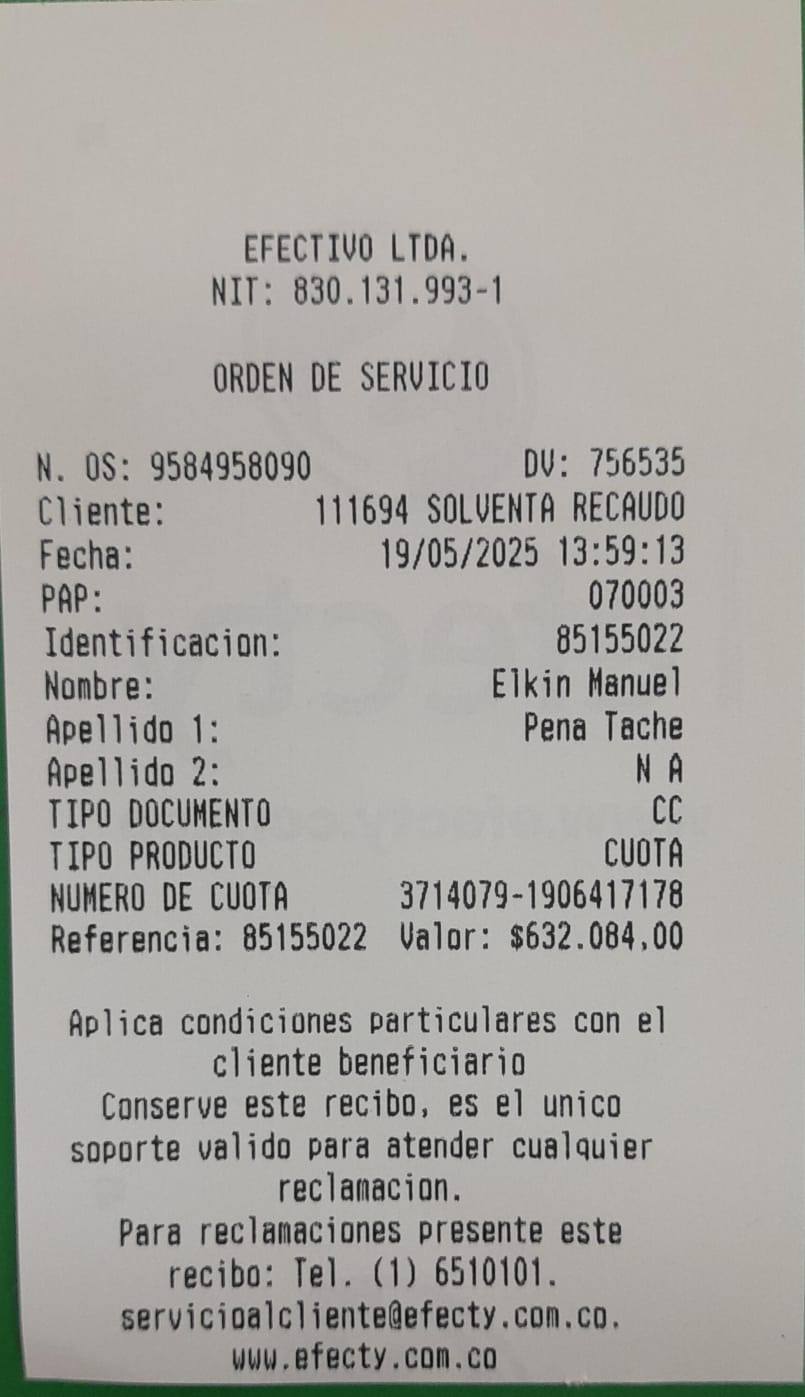 EFECTIVO LTDA.
NIT: 830.131.993-1
ORDEN DE SERVICIO
N. OS: 9584958090 DV: 756535
Cliente: 111694 SOLVENTA RECAUDO
Fecha: 19/05/2025 13:59:13
PAP: 070003
Identificacion: 85155022
Nombre: Elkin Manuel
Apellido 1: Pena Tache
Apellido 2: N A
TIPO DOCUMENTO CC
TIPO PRODUCTO CUOTA
NUMERO DE CUOTA 3714079-1906417178
Referencia: 85155022 Valor: $632.084,00
Aplica condiciones particulares con el
cliente beneficiario
Conserve este recibo, es el unico
soporte valido para atender cualquier
reclamacion.
Para reclamaciones presente este
recibo: Tel. (1) 6510101.
servicioalcliente@efecty.com.co.
www.efecty.com.co